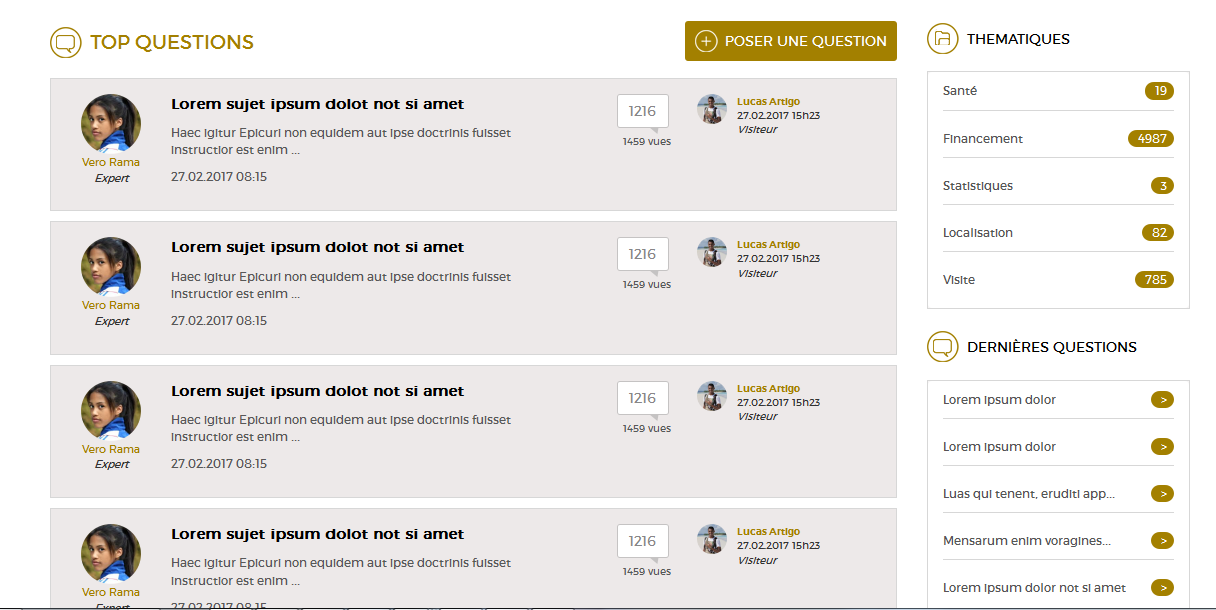 TOP QUESTIONS
POSER UNE QUESTION
Lorem sujet ipsum dolot not si amet
Haec igitur Epicuri non equidem aut ipse doctrinis fuisset
instructior est enim ...
27.02.2017 08:15
Vero Rama
Expert
1216
1459 vues
Lucas Artigo
27.02.2017 15h23
Visiteur
Lorem sujet ipsum dolot not si amet
Haec igitur Epicuri non equidem aut ipse doctrinis fuisset
instructior est enim ...
27.02.2017 08:15
Vero Rama
Expert
1216
1459 vues
Lucas Artigo
27.02.2017 15h23
Visiteur
Lorem sujet ipsum dolot not si amet
Haec igitur Epicuri non equidem aut ipse doctrinis fuisset
instructior est enim ...
27.02.2017 08:15
Vero Rama
Expert
1216
1459 vues
Lucas Artigo
27.02.2017 15h23
Visiteur
Lorem sujet ipsum dolot not si amet
Haec igitur Epicuri non equidem aut ipse doctrinis fuisset
instructior est enim ...
27.02.2017 08:15
Vero Rama
Expert
1216
1459 vues
Lucas Artigo
27.02.2017 15h23
Visiteur
THEMATIQUES
Santé 19
Financement 4987
Statistiques 3
Localisation 82
Visite 785
DERNIÈRES QUESTIONS
Lorem ipsum dolor >
Lorem ipsum dolor >
Luas qui tenent, eruditi app... >
Mensarum enim voragines... >
Lorem ipsum dolor not si amet >